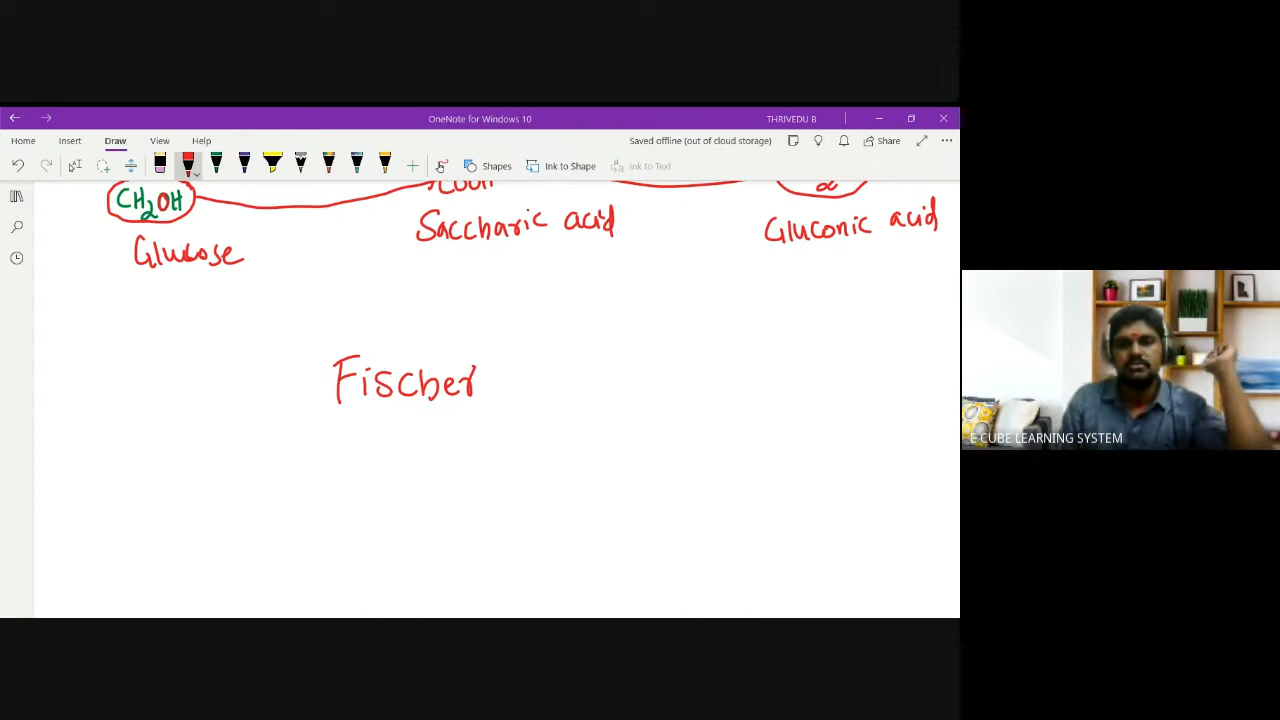 OneNote for Windows 10
THRIVEDU B
Home Insert Draw View Help
Saved offline (out of cloud storage)
Share
Shapes
Ink to Shape
Ink to Text
CH2OH
COOH
Glucose
Saccharic acid
Gluconic acid
Fischer
E CUBE LEARNING SYSTEM